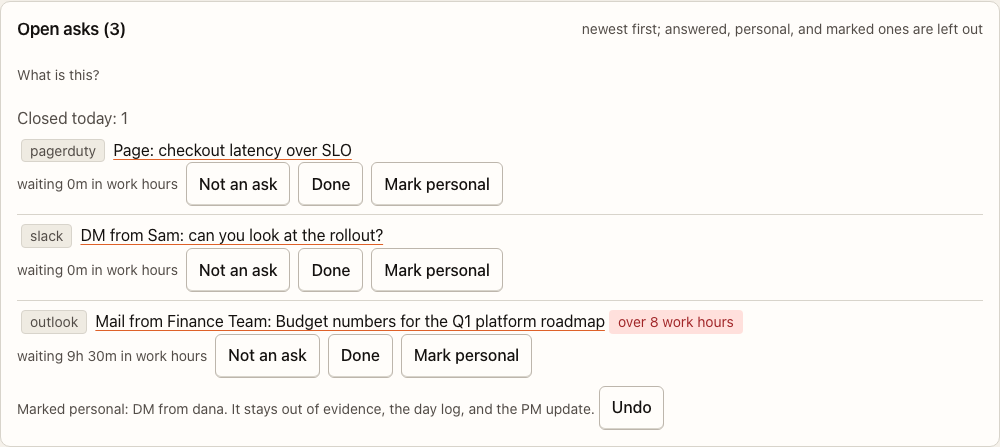 Open asks (3)
newest first; answered, personal, and marked ones are left out
What is this?
Closed today: 1
pagerduty Page: checkout latency over SLO
waiting 0m in work hours Not an ask Done Mark personal
slack DM from Sam: can you look at the rollout?
waiting 0m in work hours Not an ask Done Mark personal
outlook Mail from Finance Team: Budget numbers for the Q1 platform roadmap over 8 work hours
waiting 9h 30m in work hours Not an ask Done Mark personal
Marked personal: DM from dana. It stays out of evidence, the day log, and the PM update. Undo